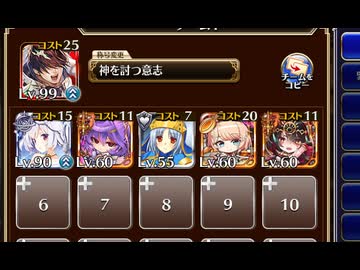 コスト25
称号変更
神を討つ意志
チームを
コピー
Lv.99
コスト15
コスト11
コスト 7
コスト20
コスト11
Lv.90
Lv.60
Lv.55
Lv.60
Lv.60
6
7
8
9
10